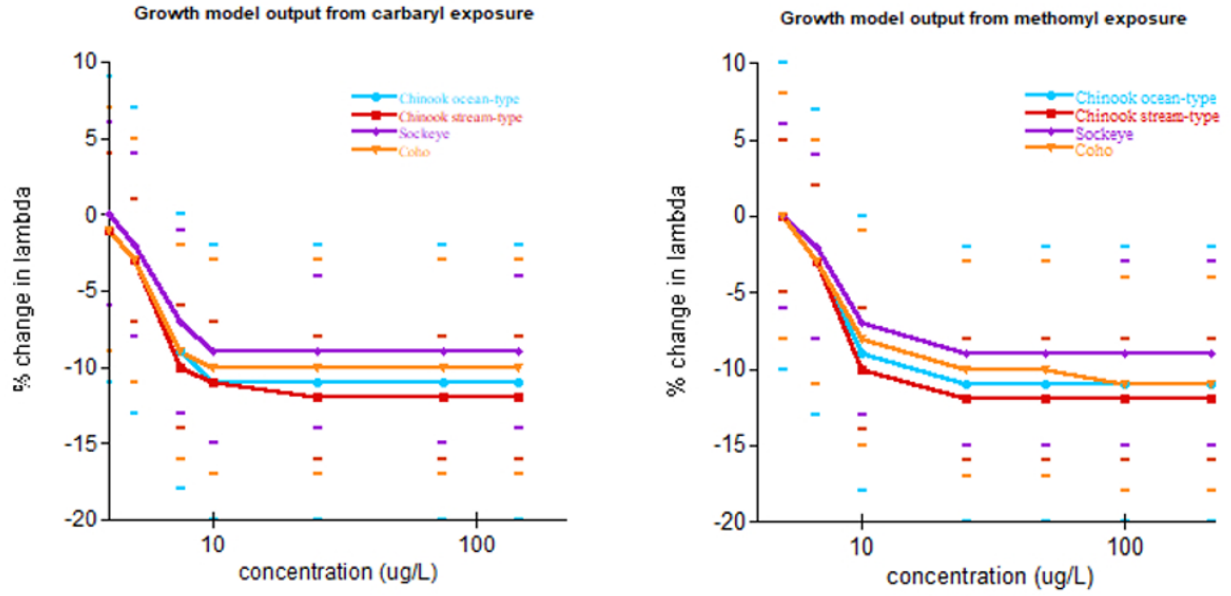 Growth model output from carbaryl exposure
10
5
0
-5
-10
-15
-20
% change in lambda
Chinook ocean-type
Chinook stream-type
Sockeye
Coho
10
100
concentration (ug/L)
Growth model output from methomyl exposure
10
5
0
-5
-10
-15
-20
% change in lambda
Chinook ocean-type
Chinook stream-type
Sockeye
Coho
10
100
concentration (ug/L)